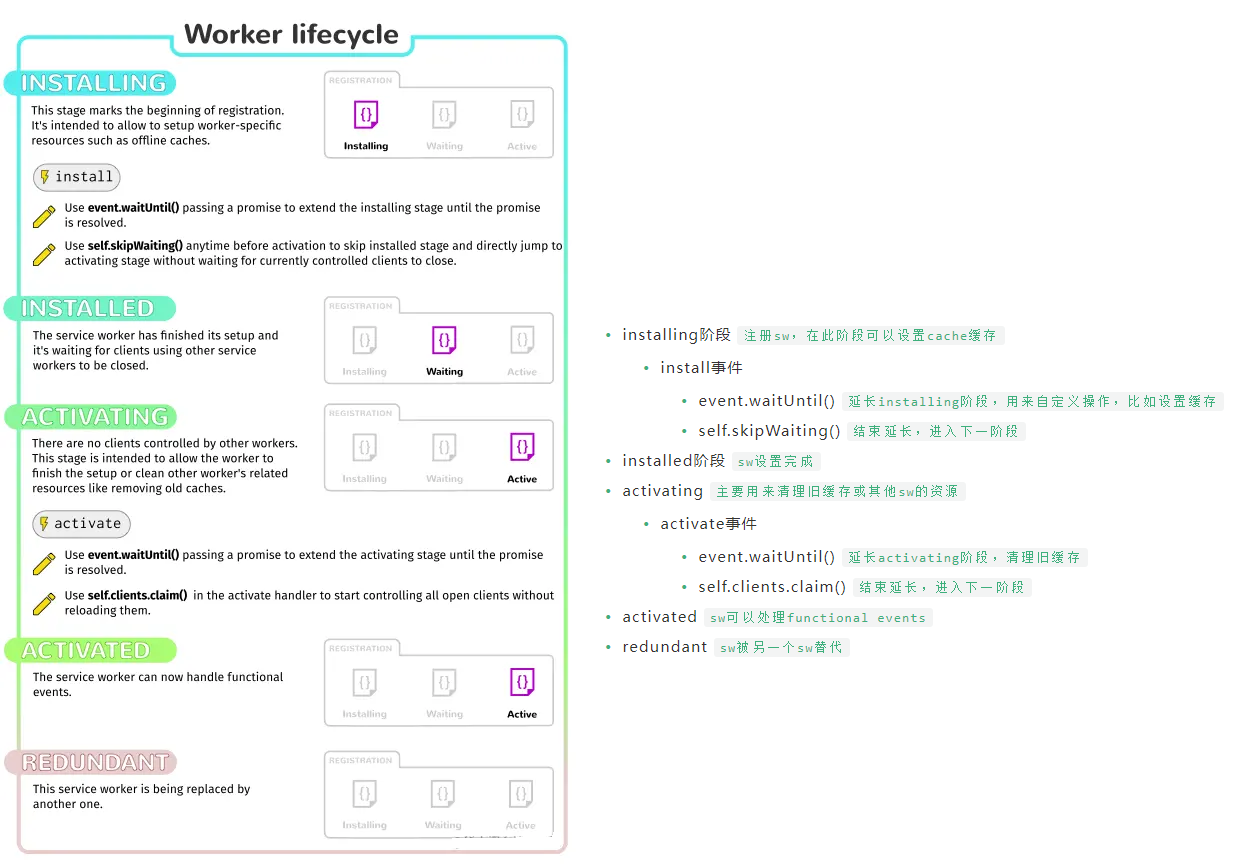 Worker lifecycle
INSTALLING
This stage marks the beginning of registration.
It's intended to allow to setup worker-specific
resources such as offline caches.
REGISTRATION
Installing Waiting Active
install
Use event.waitUntil() passing a promise to extend the installing stage until the promise
is resolved.
Use self.skipWaiting() anytime before activation to skip installed stage and directly jump to
activating stage without waiting for currently controlled clients to close.
INSTALLED
The service worker has finished its setup and
it's waiting for clients using other service
workers to be closed.
REGISTRATION
Installing Waiting Active
ACTIVATING
There are no clients controlled by other workers.
This stage is intended to allow the worker to
finish the setup or clean other worker's related
resources like removing old caches.
REGISTRATION
Installing Waiting Active
activate
Use event.waitUntil() passing a promise to extend the activating stage until the promise
is resolved.
Use self.clients.claim() in the activate handler to start controlling all open clients without
reloading them.
ACTIVATED
The service worker can now handle functional
events.
REGISTRATION
Installing Waiting Active
REDUNDANT
This service worker is being replaced by
another one.
REGISTRATION
Installing Waiting Active
installing阶段 注册sw，在此阶段可以设置cache缓存
install事件
event.waitUntil() 延长installing阶段，用来自定义操作，比如设置缓存
self.skipWaiting() 结束延长，进入下一阶段
installed阶段 sw设置完成
activating 主要用来清理旧缓存或其他sw的资源
activate事件
event.waitUntil() 延长activating阶段，清理旧缓存
self.clients.claim() 结束延长，进入下一阶段
activated sw可以处理functional events
redundant sw被另一个sw替代